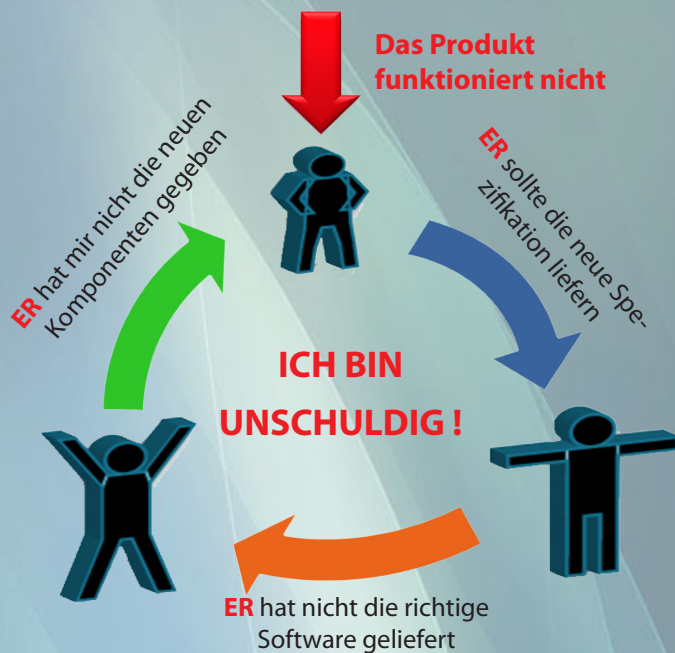 Das Produkt
funktioniert nicht
ER sollte die neue Spe-
zifikation liefern
ER hat mir nicht die neuen
Komponenten gegeben
ICH BIN
UNSCHULDIG !
ER hat nicht die richtige
Software geliefert